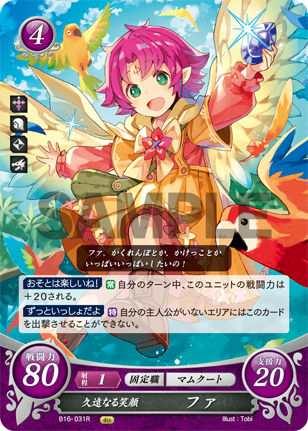 4
SAMPLE
ファ、かくれんぼとか、かけっことか
いっぱいいっぱい！したいの！
おそとは楽しいね！ 常 自分のターン中、このユニットの戦闘力は
＋20される。
ずっといっしょだよ 特 自分の主人公がいないエリアにはこのカード
を出撃させることができない。
戦闘力
80
射程 1 固定職 マムクート
支援力
20
久遠なる笑顔 ファ
B16-031R 4th Illust：Tobi